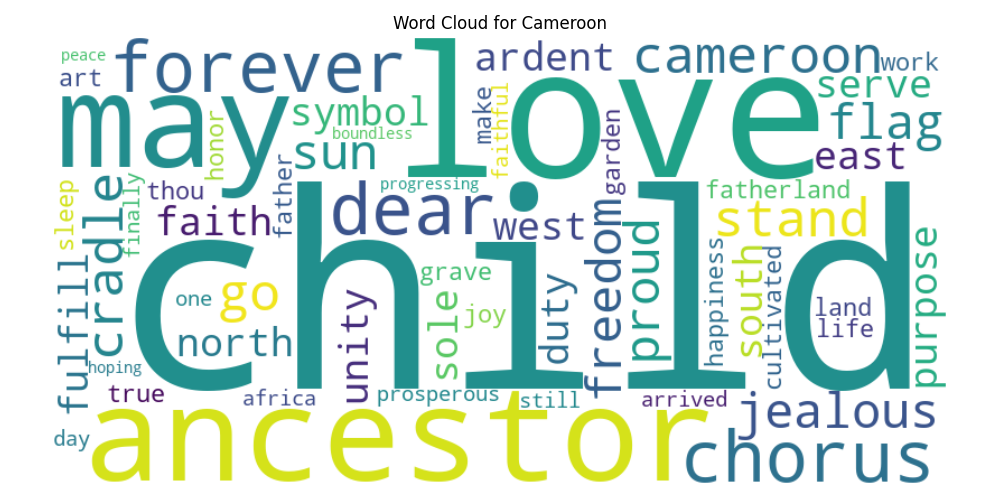 Word Cloud for Cameroon
peace
art
forever
love
ardent
cameroon
work
serve
may
symbol
boundless
honor
sun
make
faithful
garden
flag
east
sleep
finally
thou
father
progressing
fatherland
cradle
faith
dear
west
freedom
proud
stand
child
fulfill
one
go
north
unity
grave
sole
joy
duty
happiness
south
cultivated
land
life
purpose
hoping
true
africa
prosperous
still
arrived
jealous
day
ancestor
chorus